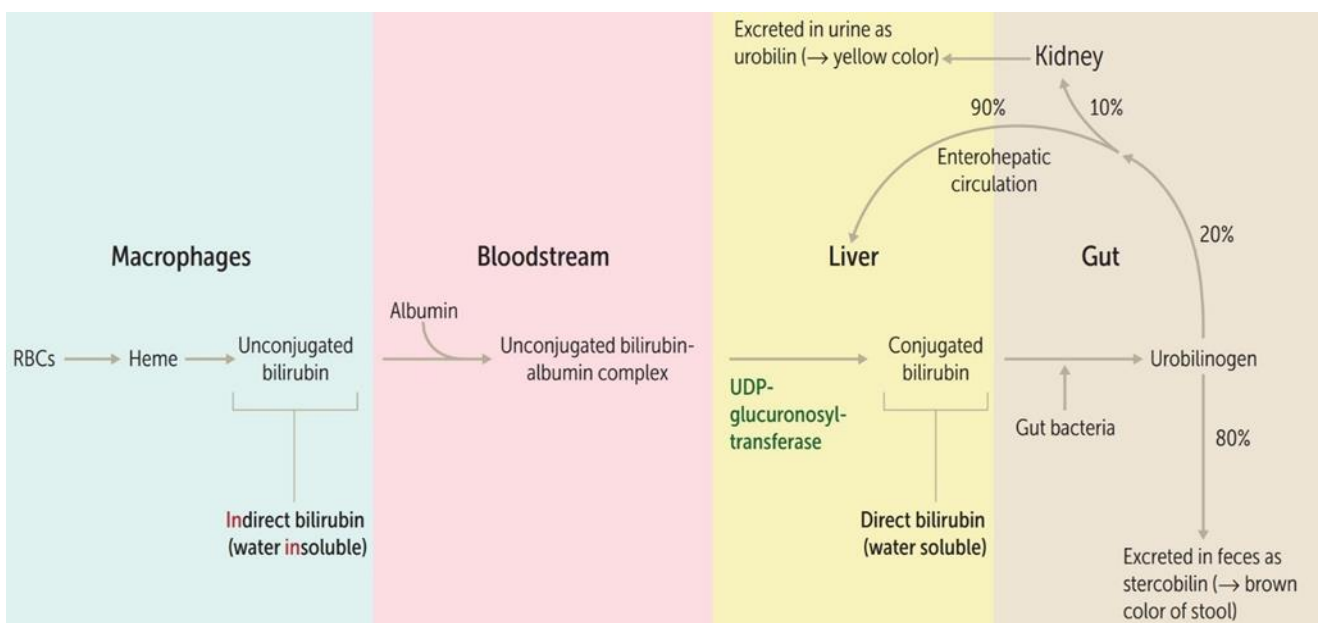 Excreted in urine as
urobilin (→ yellow color)
Kidney
90%
10%
Enterohepatic
circulation
20%
Macrophages
Bloodstream
Liver
Gut
Albumin
RBCs
Heme
Unconjugated
bilirubin
Unconjugated bilirubin-
albumin complex
UDP-
glucuronosyl-
transferase
Conjugated
bilirubin
Gut bacteria
Urobilinogen
80%
Indirect bilirubin
(water insoluble)
Direct bilirubin
(water soluble)
Excreted in feces as
stercobilin (→ brown
color of stool)